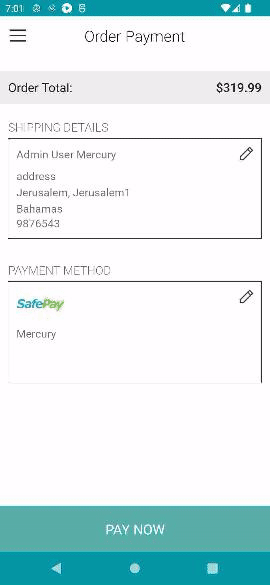 7:01
Order Payment
Order Total: $319.99
SHIPPING DETAILS
Admin User Mercury
address
Jerusalem, Jerusalem1
Bahamas
9876543
PAYMENT METHOD
SafePay
Mercury
PAY NOW